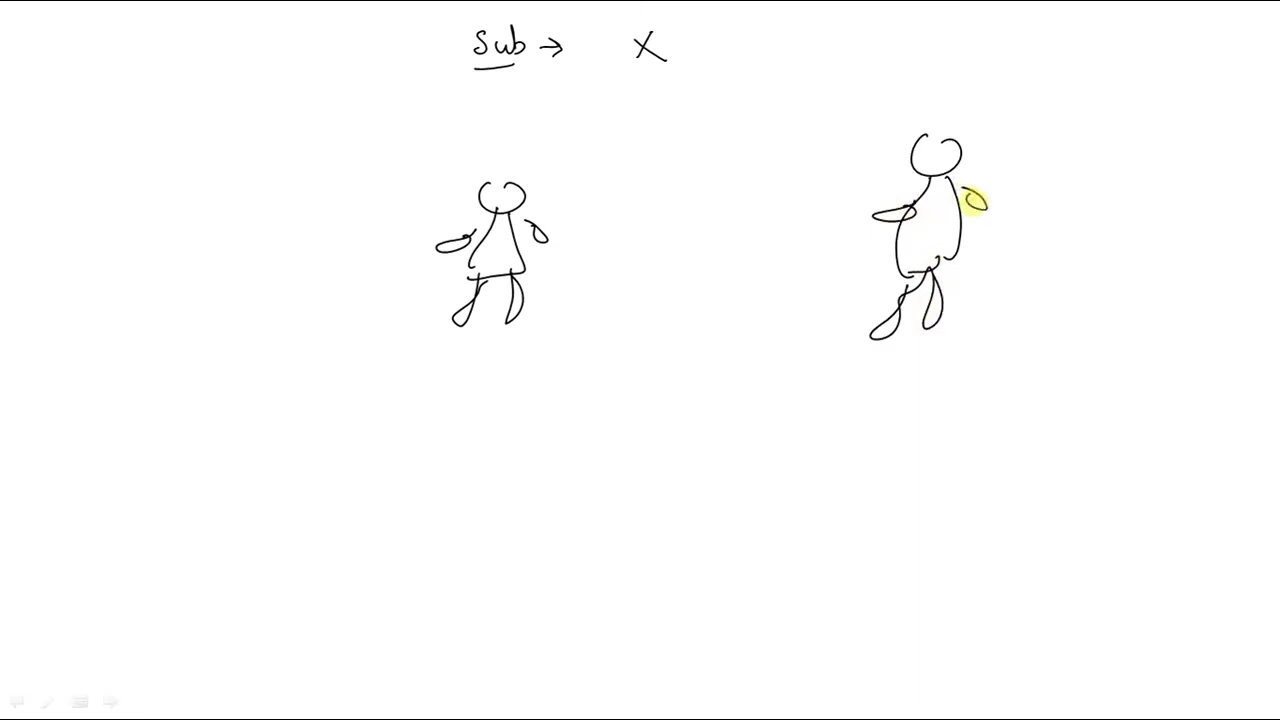 Sub → X